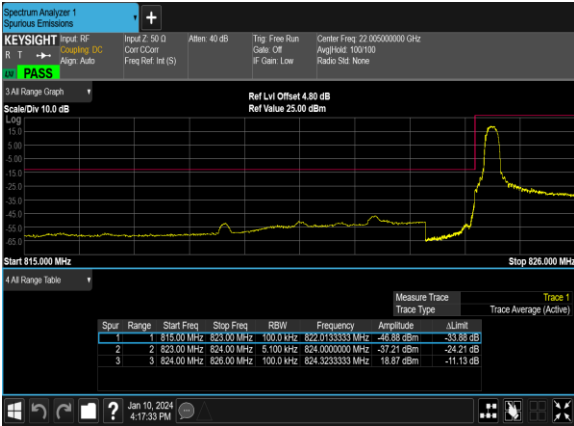 Spectrum Analyzer 1
Spurious Emissions
+
KEYSIGHT Input: RF Input Z: 50 Ω Atten: 40 dB Trig: Free Run Center Freq: 22.005000000 GHz
R T Coupling: DC Corr CCorr Gate: Off Avg|Hold: 100/100
Align: Auto Freq Ref: Int (S) IF Gain: Low Radio Std: None
PASS
3 All Range Graph
Ref Lvl Offset 4.80 dB
Scale/Div 10.0 dB Ref Value 25.00 dBm
Log
15.0
5.00
-5.00
-15.0
-25.0
-35.0
-45.0
-55.0
-65.0
Start 815.000 MHz Stop 826.000 MHz
4 All Range Table
Measure Trace Trace 1
Trace Type Trace Average (Active)
Spur Range Start Freq Stop Freq RBW Frequency Amplitude ΔLimit
1 1 815.00 MHz 823.00 MHz 100.0 kHz 822.0133333 MHz -46.88 dBm -33.88 dB
2 2 823.00 MHz 824.00 MHz 5.100 kHz 824.0000000 MHz -37.21 dBm -24.21 dB
3 3 824.00 MHz 826.00 MHz 100.0 kHz 824.3233333 MHz 18.87 dBm -11.13 dB
? Jan 10, 2024
4:17:33 PM